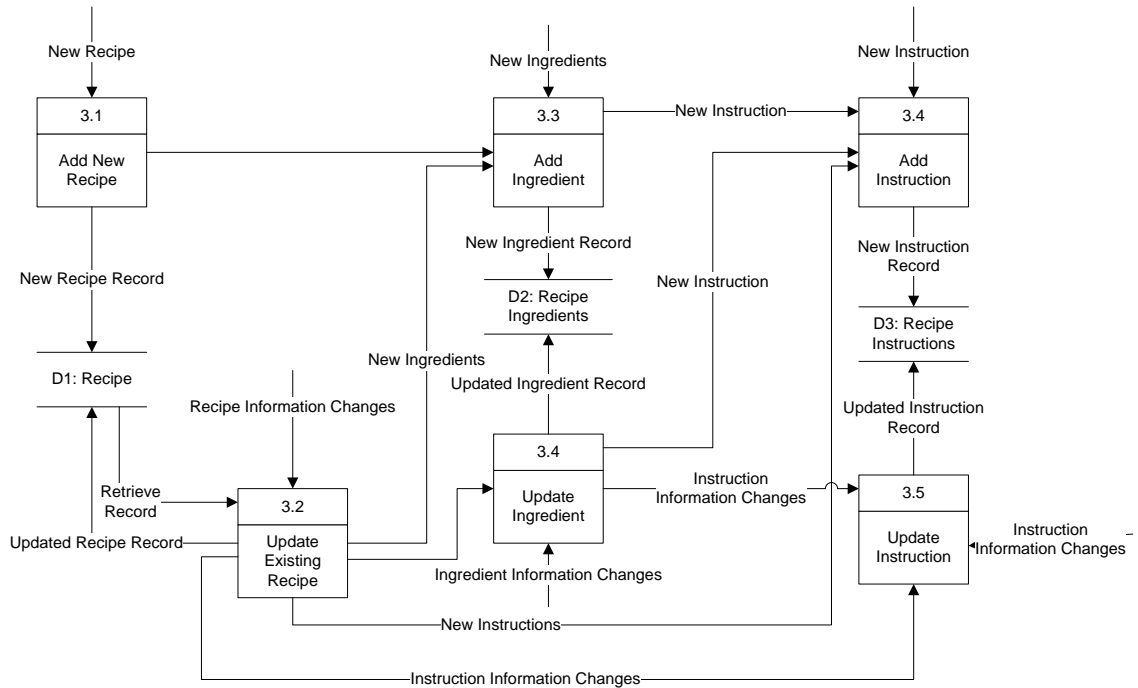 New Recipe
New Ingredients
New Instruction
3.1
Add New
Recipe
3.3
Add
Ingredient
New Instruction
3.4
Add
Instruction
New Recipe Record
New Ingredient Record
New Instruction
New Instruction
Record
D1: Recipe
D2: Recipe
Ingredients
D3: Recipe
Instructions
New Ingredients
Recipe Information Changes
Updated Ingredient Record
Updated Instruction
Record
Retrieve
Record
Updated Recipe Record
3.2
Update
Existing
Recipe
3.4
Update
Ingredient
Instruction
Information Changes
3.5
Update
Instruction
Instruction
Information Changes
Ingredient Information Changes
New Instructions
Instruction Information Changes